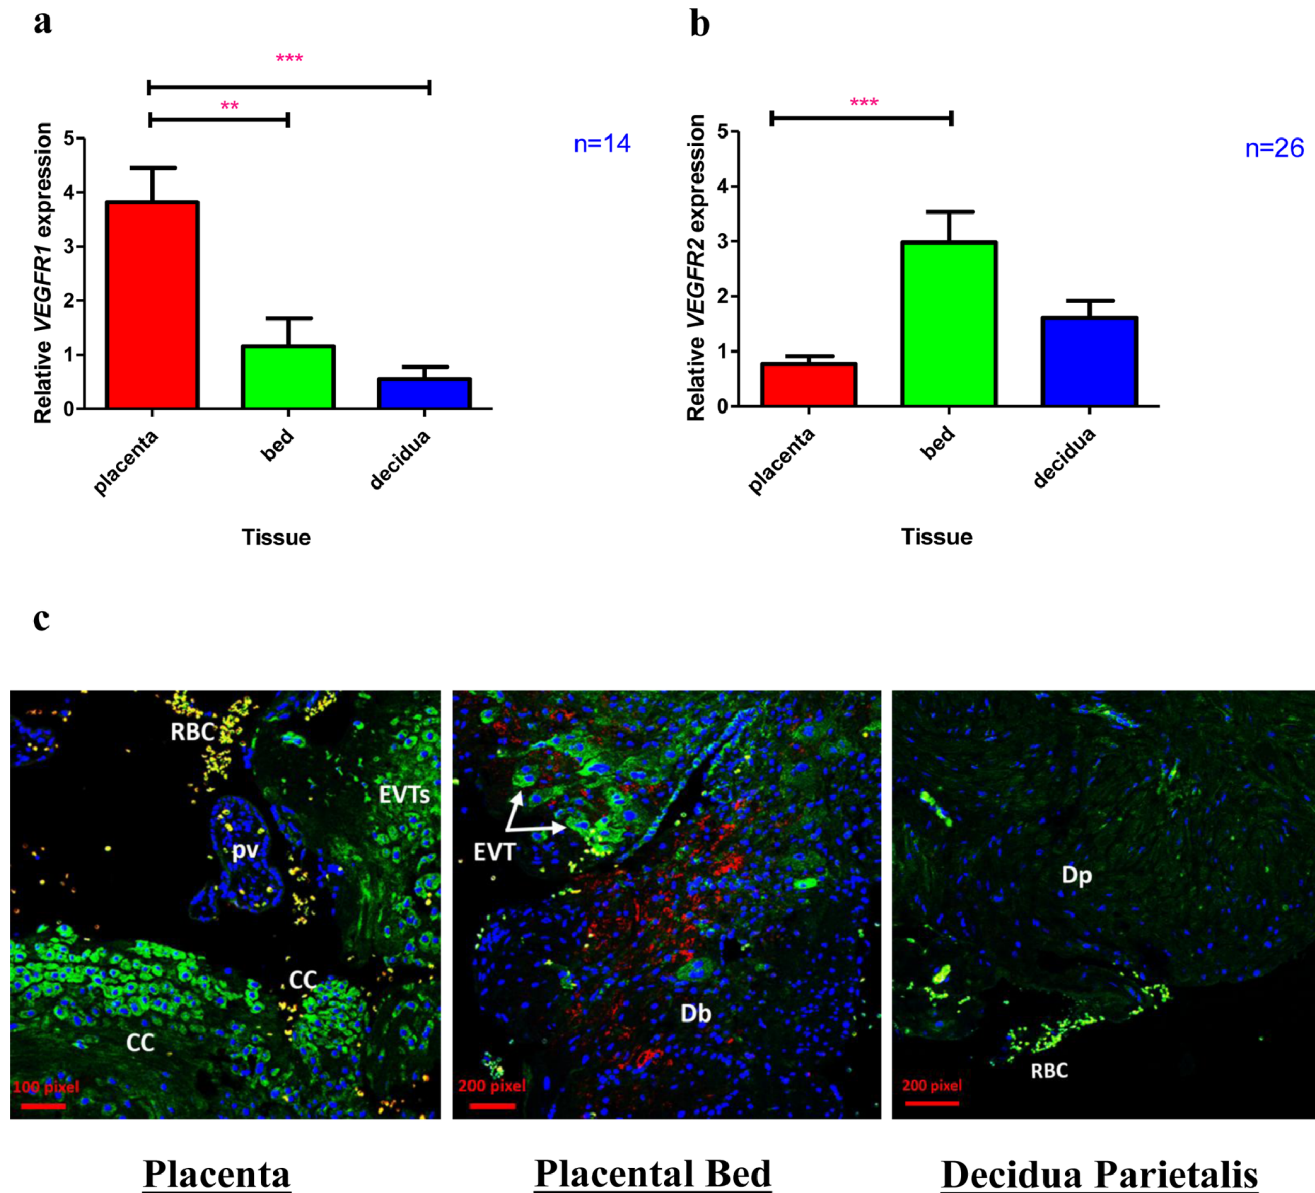 a
***
**
n=14
Relative VEGFR1 expression
5
4
3
2
1
0
placenta
bed
decidua
Tissue
b
***
n=26
Relative VEGFR2 expression
5
4
3
2
1
0
placenta
bed
decidua
Tissue
c
RBC
EVTs
pv
CC
CC
100 pixel
EVT
Db
200 pixel
Dp
RBC
200 pixel
Placenta
Placental Bed
Decidua Parietalis